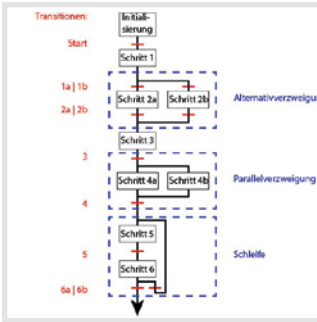 Transitionen:
Initiali-
sierung
Start
Schritt 1
1a | 1b
Schritt 2a
Schritt 2b
Alternativverzweigu
2a | 2b
Schritt 3
3
Schritt 4a
Schritt 4b
Parallelverzweigung
4
Schritt 5
5
Schleife
Schritt 6
6a | 6b